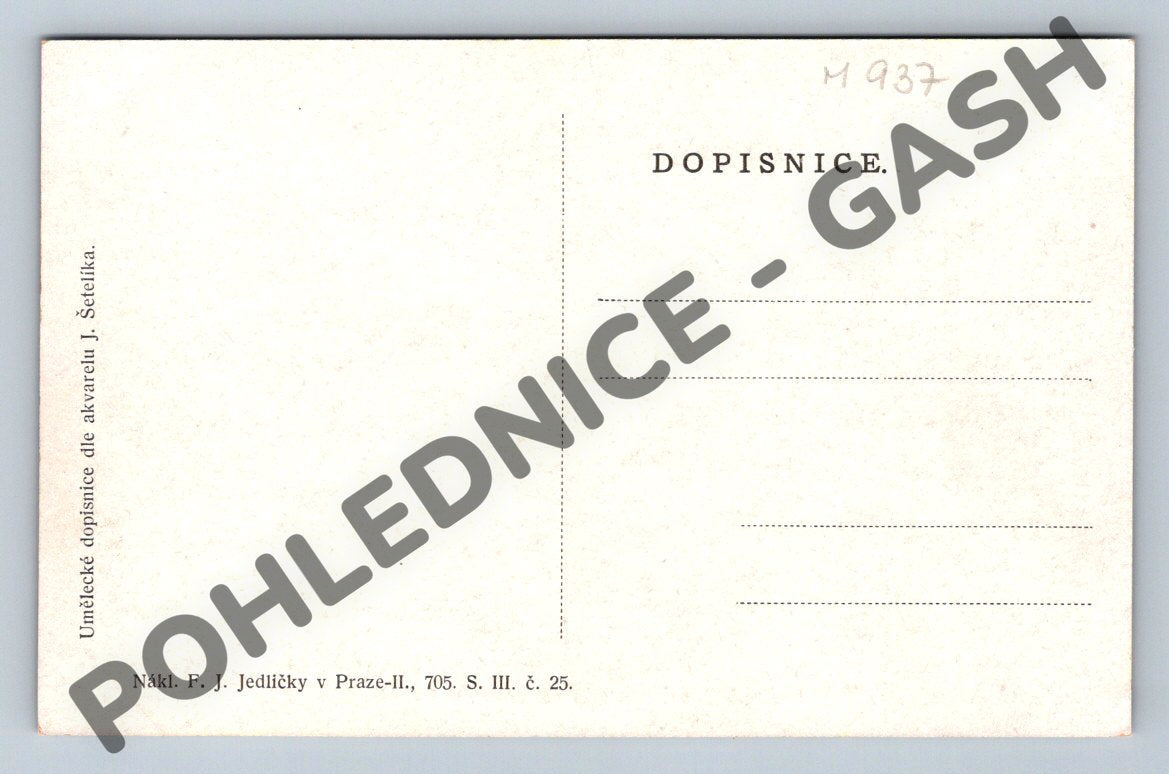 M 937
DOPISNICE.
Umělecké dopisnice dle akvarelu J. Šetelíka.
Nákl. F. J. Jedličky v Praze-II., 705. S. III. č. 25.
POHLEDNICE - GASH